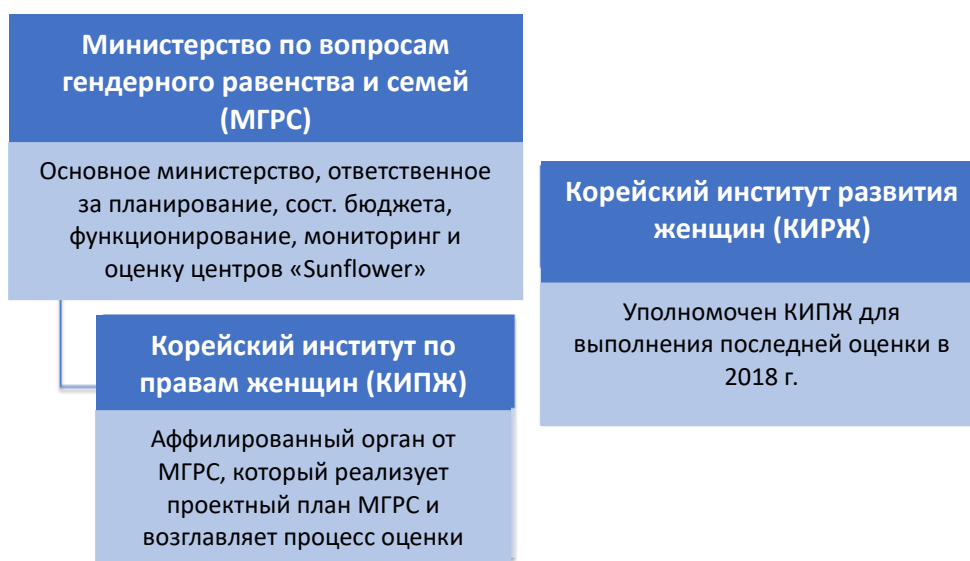 Министерство по вопросам
гендерного равенства и семей
(МГРС)
Основное министерство, ответственное
за планирование, сост. бюджета,
функционирование, мониторинг и
оценку центров «Sunflower»
Корейский институт по
правам женщин (КИПЖ)
Аффилированный орган от
МГРС, который реализует
проектный план МГРС и
возглавляет процесс оценки
Корейский институт развития
женщин (КИРЖ)
Уполномочен КИПЖ для
выполнения последней оценки в
2018 г.